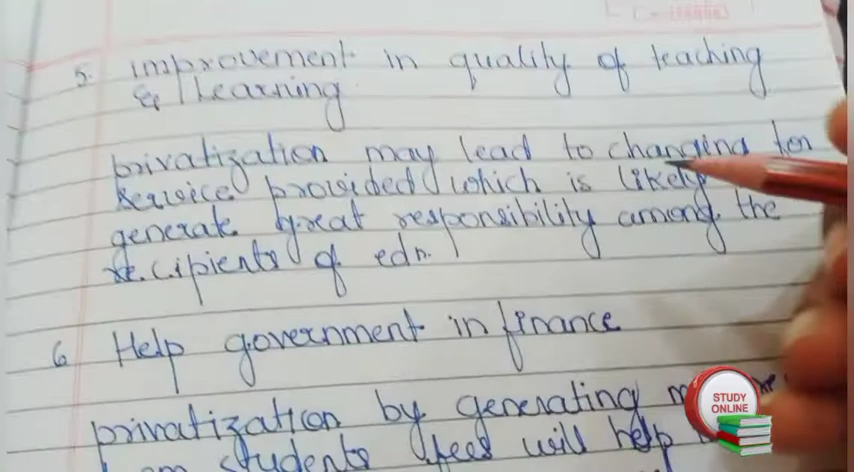 5. improvement in quality of teaching
& learning
privatization may lead to changing for
service provided which is likely
generate great responsibility among the
recipients of edn.
6 Help government in finance
privatization by generating
students fees will help
STUDY
ONLINE